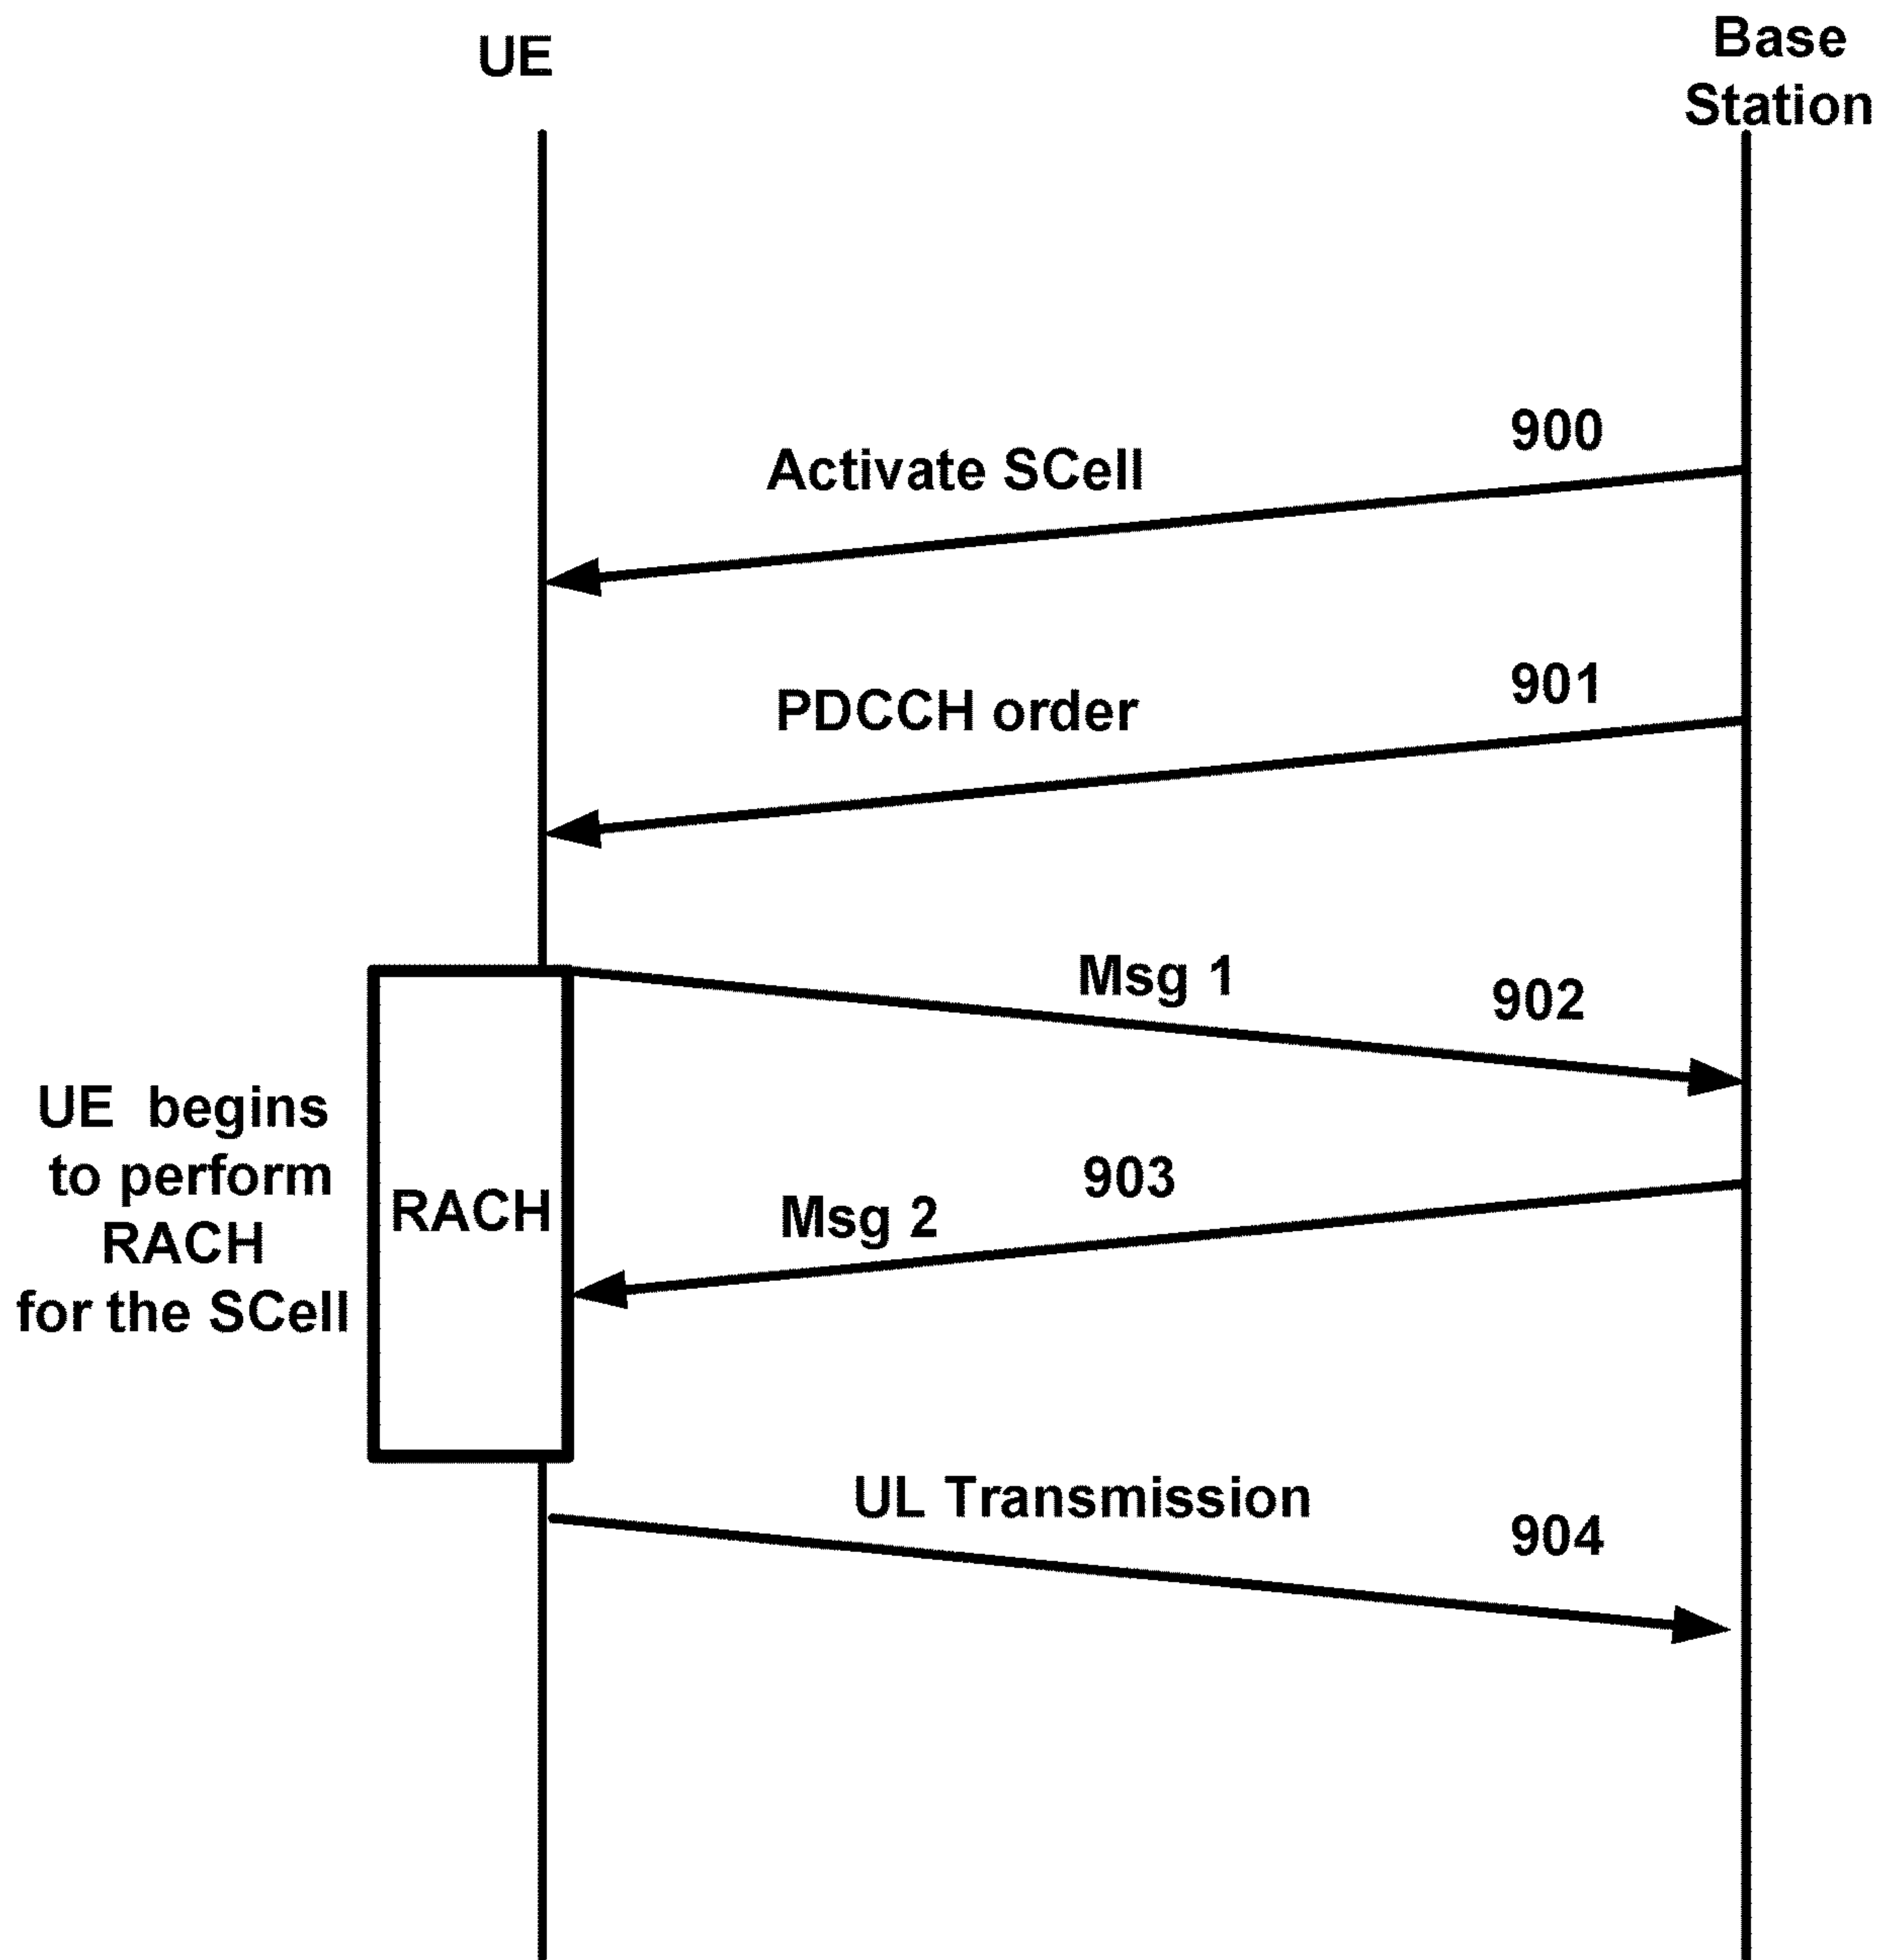 UE
Base
Station
900
Activate SCell
901
PDCCH order
Msg 1
902
UE begins
to perform
RACH
for the SCell
RACH
903
Msg 2
UL Transmission
904